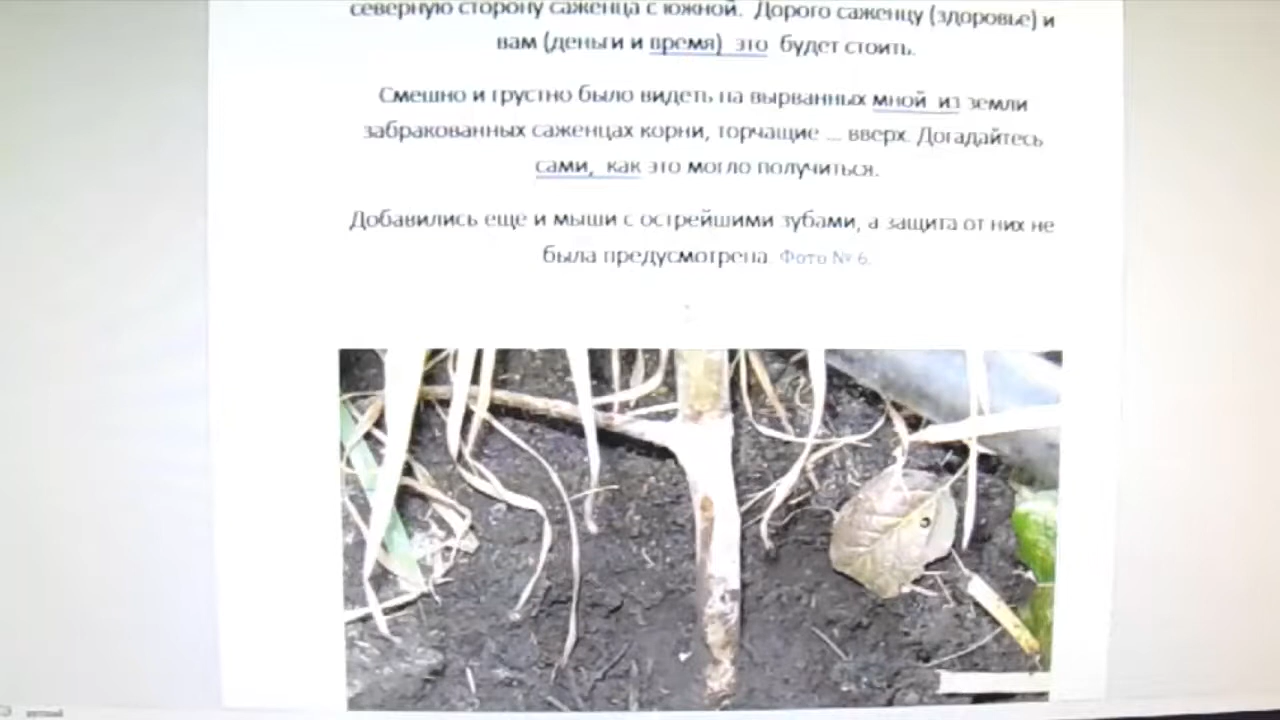 северную сторону саженца с южной. Дорого саженцу (здоровье) и
вам (деньги и время) это будет стоить.
Смешно и грустно было видеть на вырванных мной из земли
забракованных саженцах корни, торчащие ... вверх. Догадайтесь
сами, как это могло получиться.
Добавились еще и мыши с острейшими зубами, а защита от них не
была предусмотрена. Фото № 6.